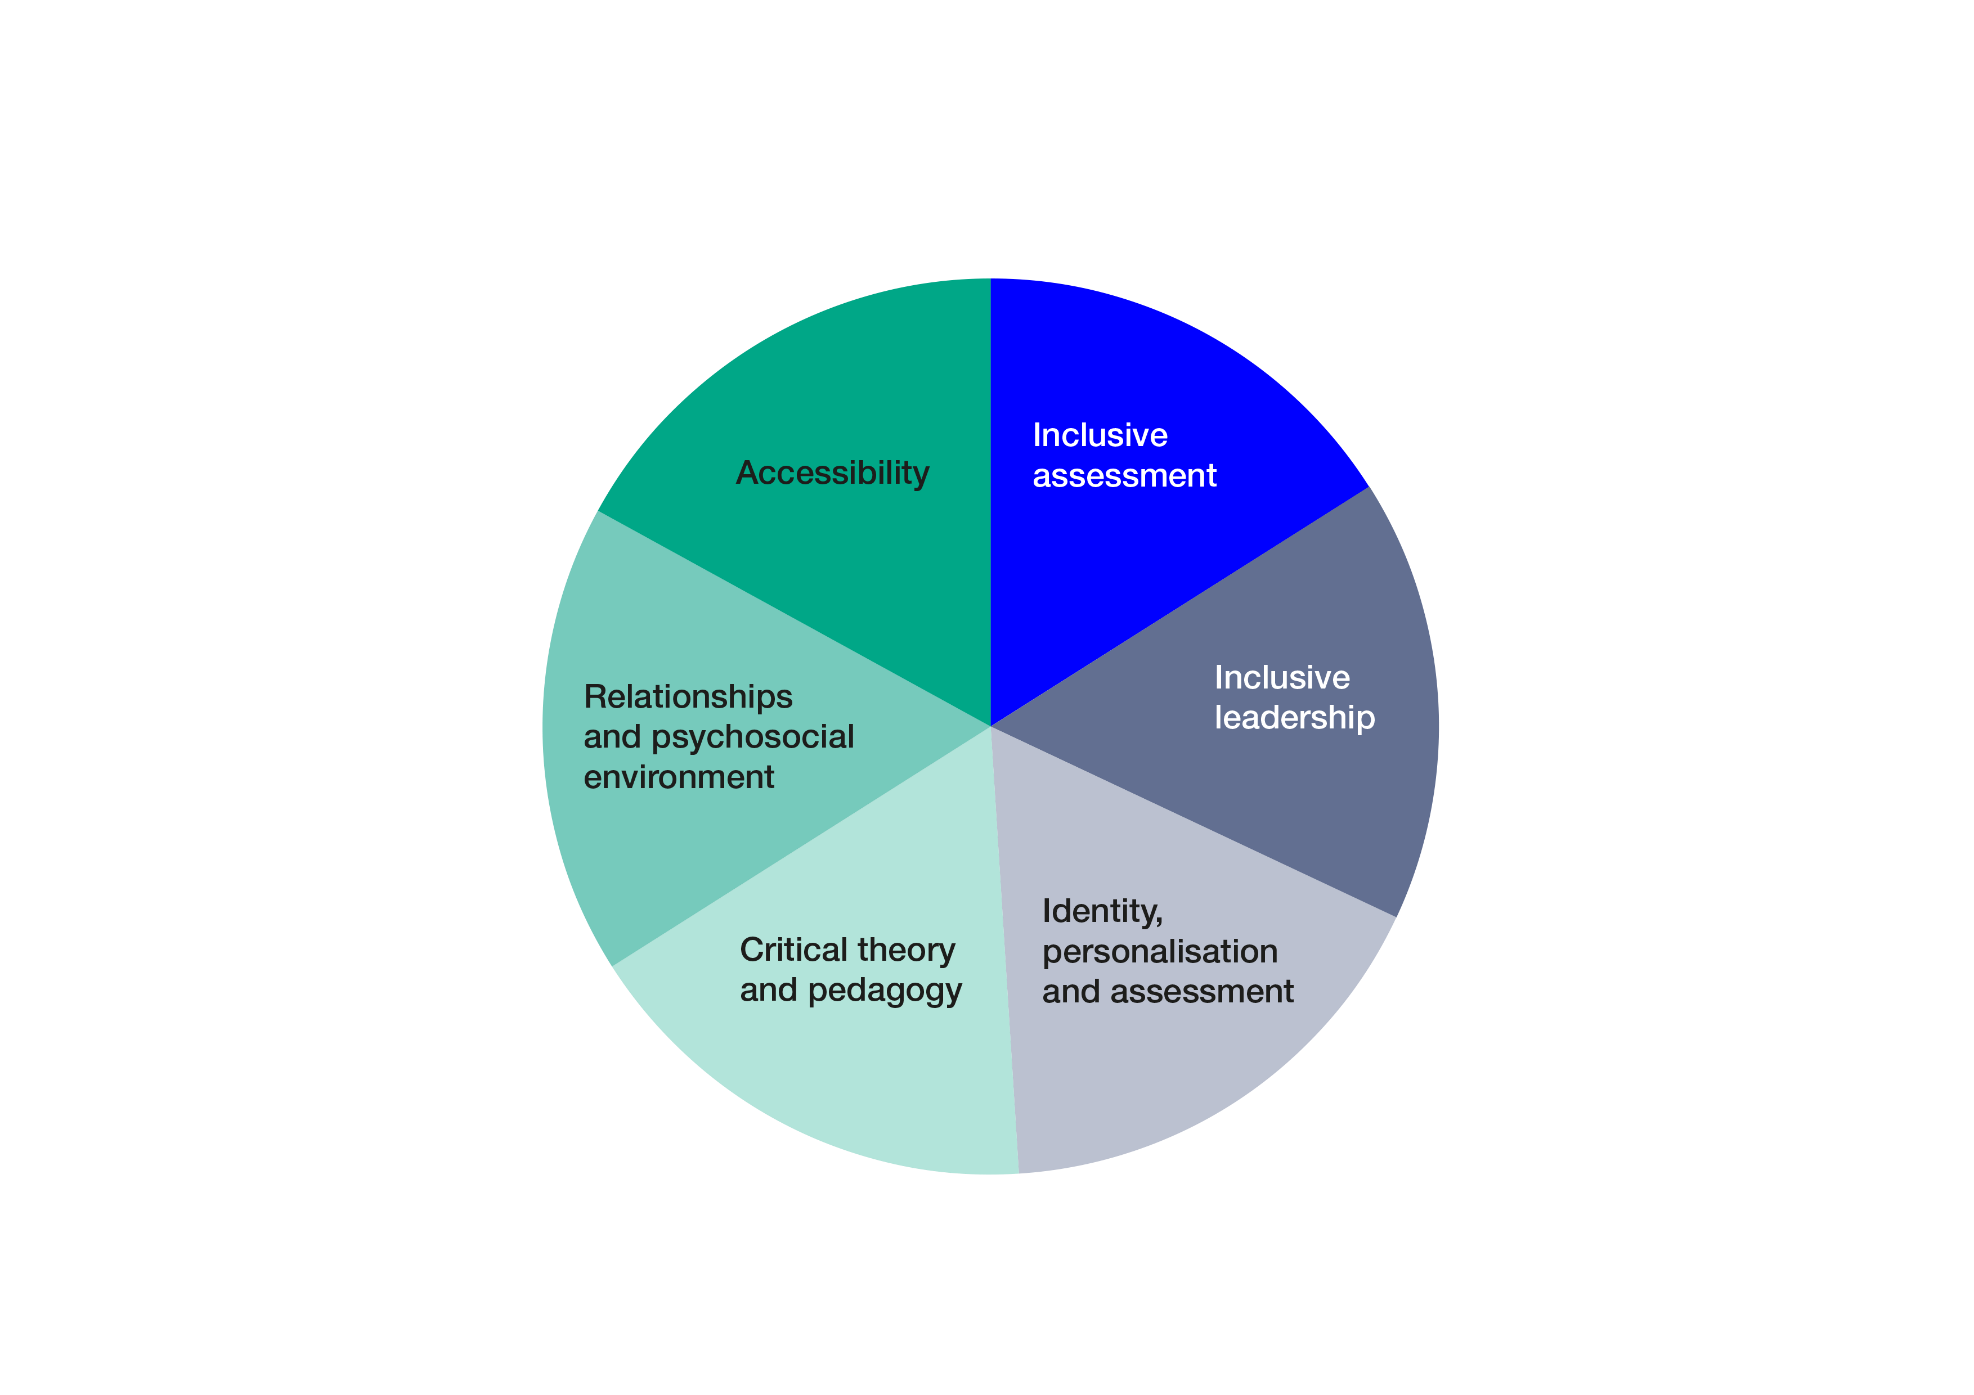 Inclusive
assessment
Inclusive
leadership
Identity,
personalisation
and assessment
Critical theory
and pedagogy
Relationships
and psychosocial
environment
Accessibility